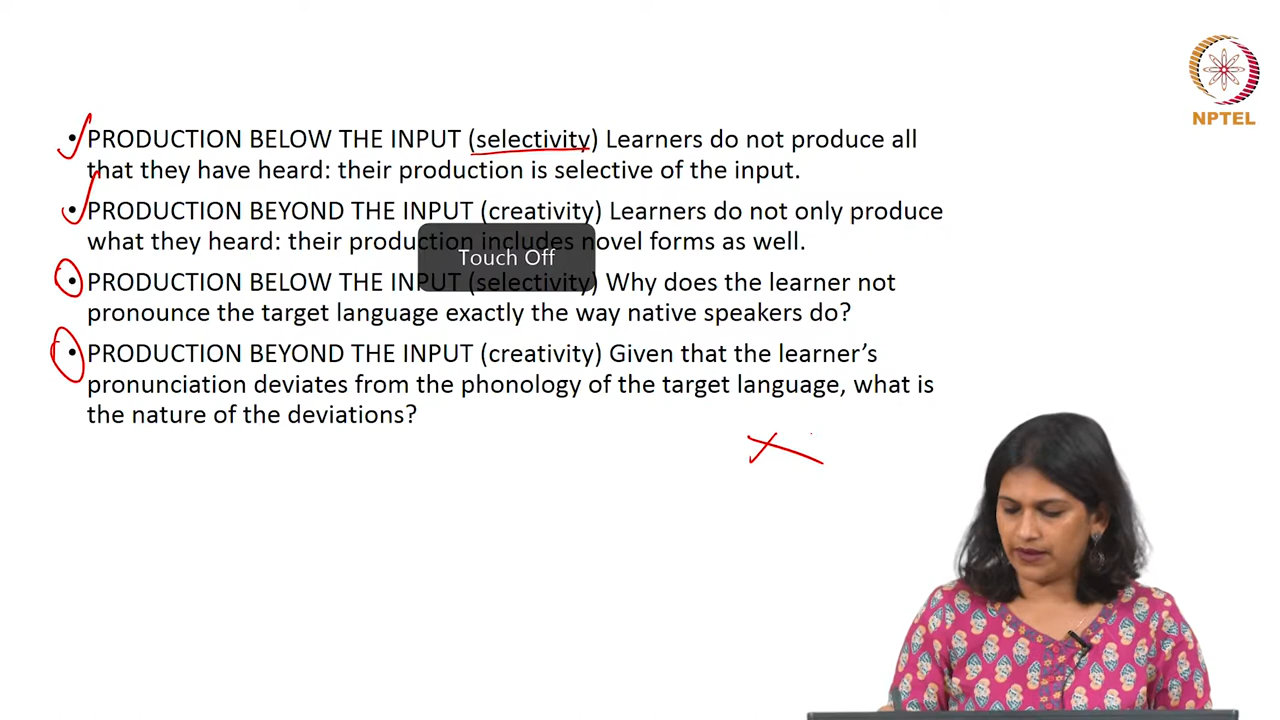 • PRODUCTION BELOW THE INPUT (selectivity) Learners do not produce all
that they have heard: their production is selective of the input.
• PRODUCTION BEYOND THE INPUT (creativity) Learners do not only produce
what they heard: their production includes novel forms as well.
Touch Off
• PRODUCTION BELOW THE INPUT (selectivity) Why does the learner not
pronounce the target language exactly the way native speakers do?
• PRODUCTION BEYOND THE INPUT (creativity) Given that the learner’s
pronunciation deviates from the phonology of the target language, what is
the nature of the deviations?
NPTEL